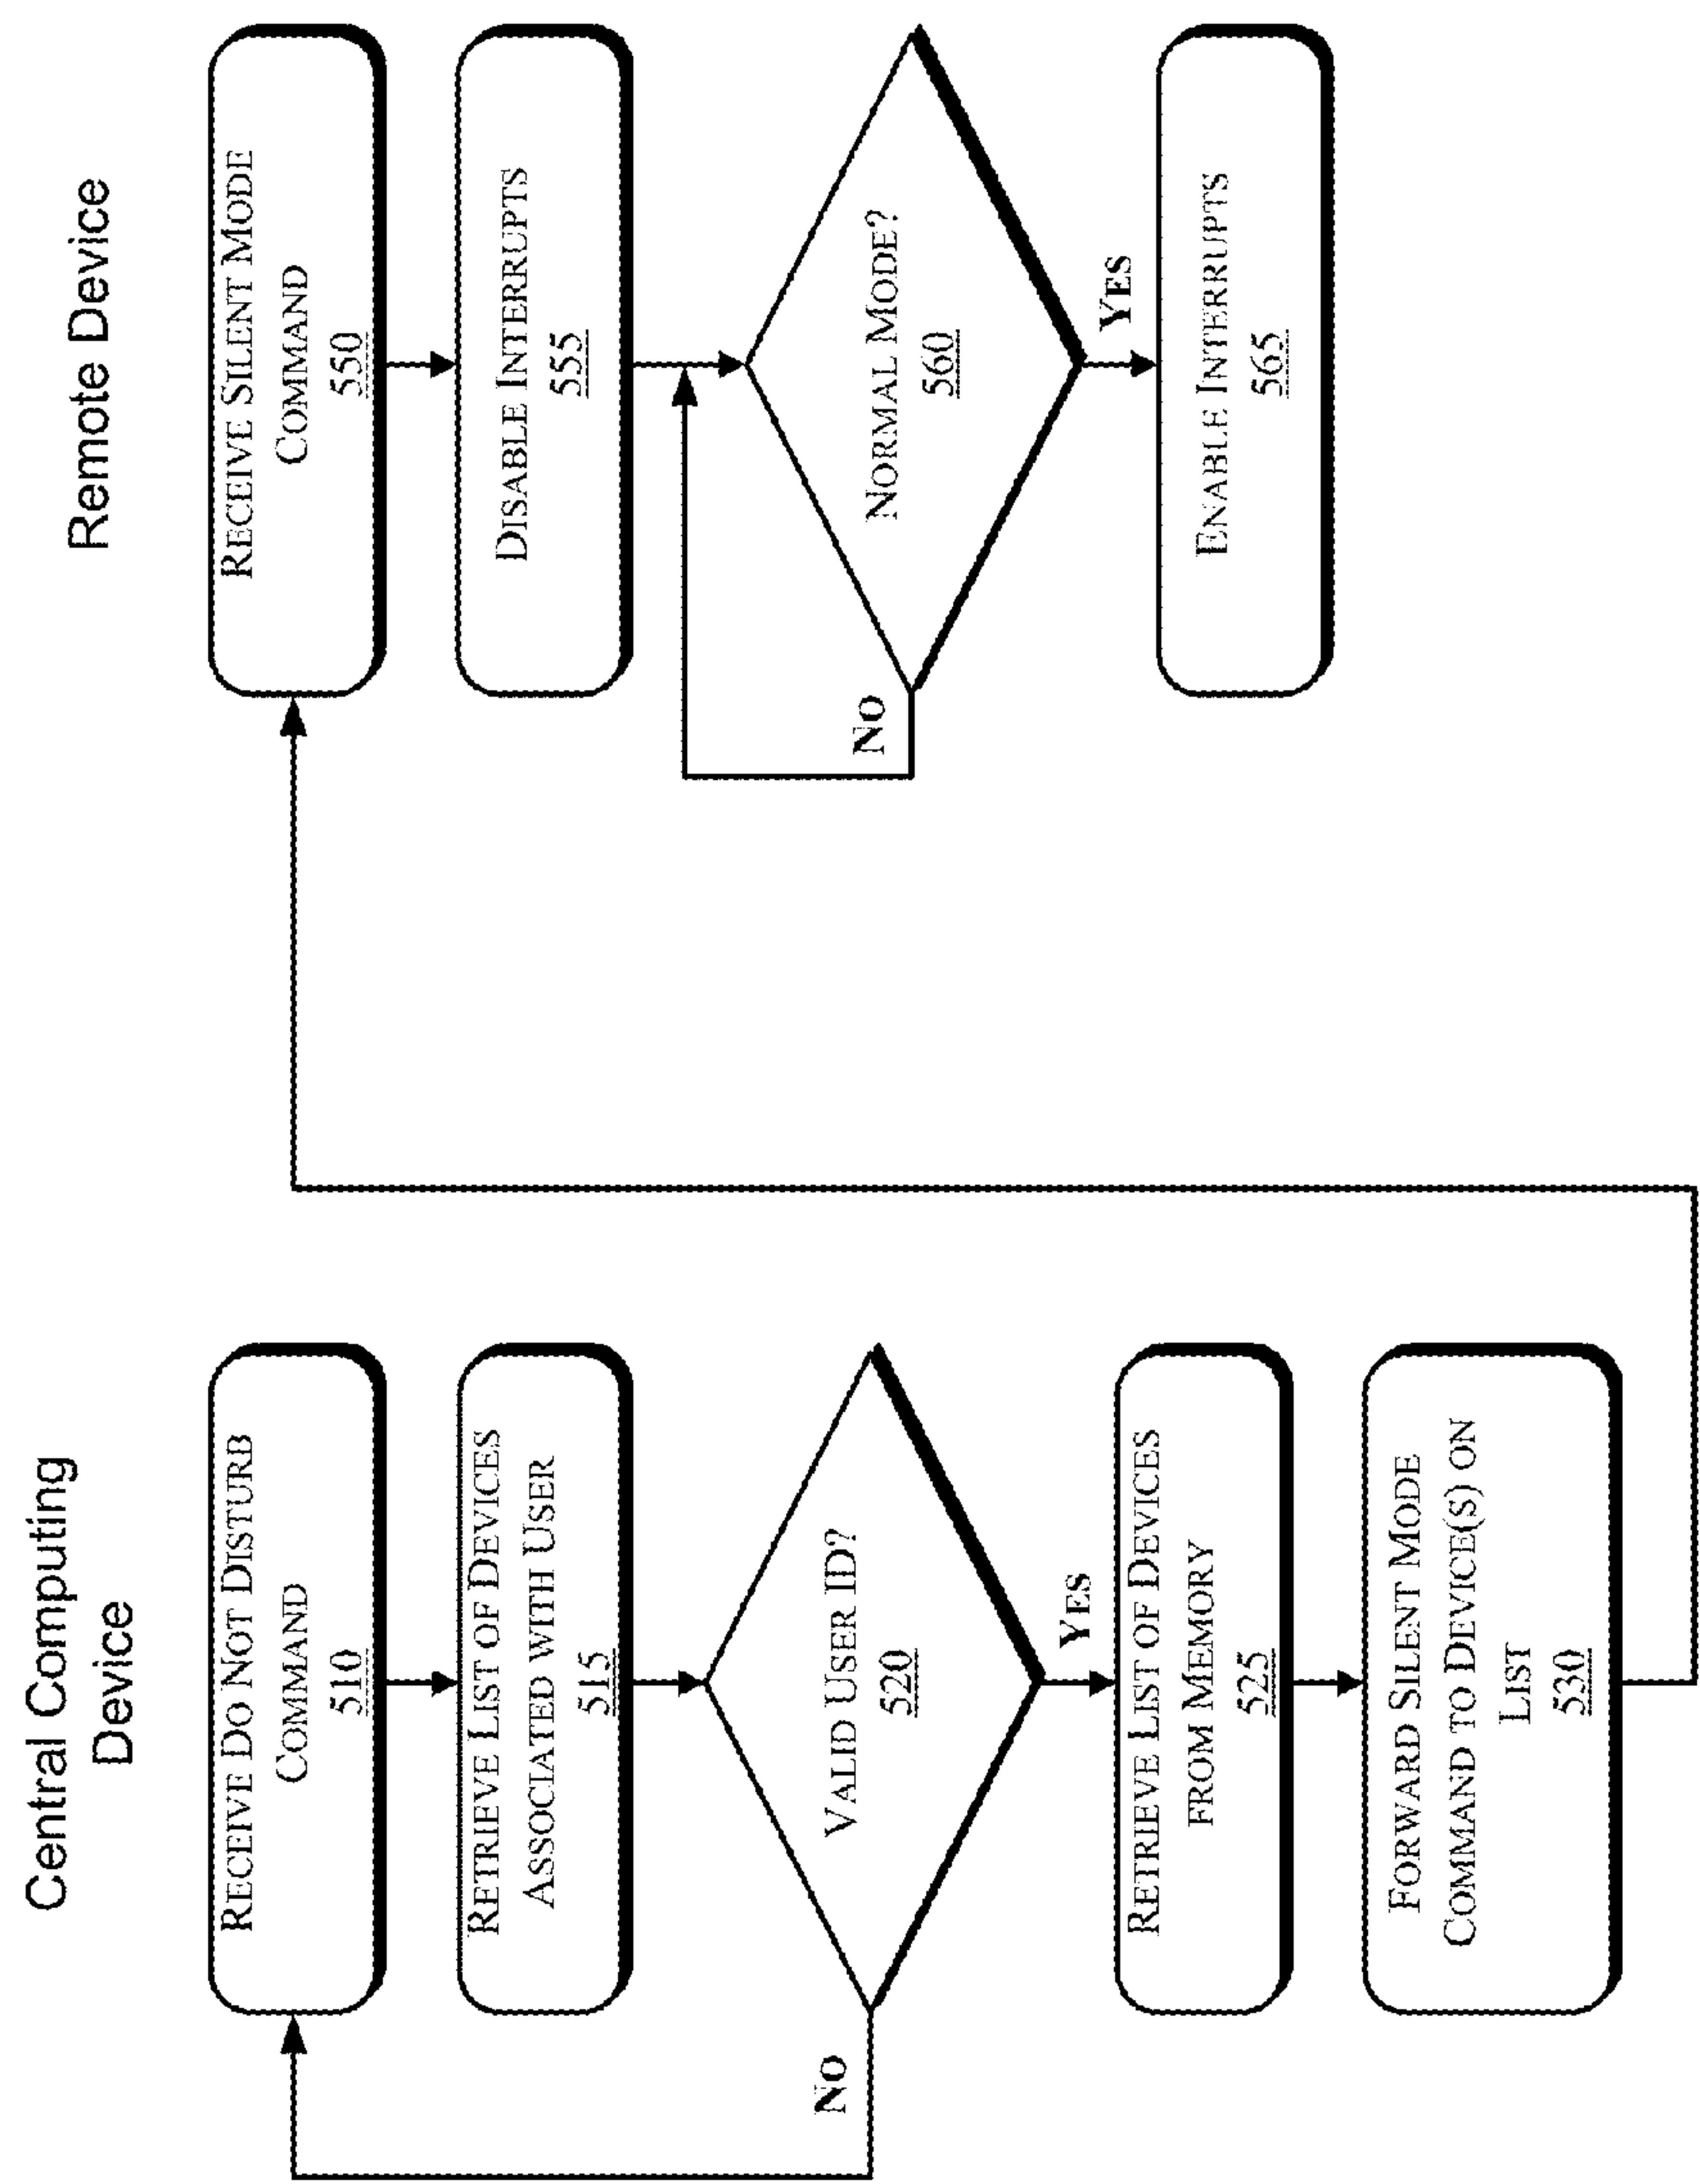 Central Computing
Device
RECEIVE DO NOT DISTURB
COMMAND
510
RETRIEVE LIST OF DEVICES
ASSOCIATED WITH USER
515
VALID USER ID?
520
NO
YES
RETRIEVE LIST OF DEVICES
FROM MEMORY
525
FORWARD SILENT MODE
COMMAND TO DEVICE(S) ON
LIST
530
Remote Device
RECEIVE SILENT MODE
COMMAND
550
DISABLE INTERRUPTS
555
NORMAL MODE?
560
NO
YES
ENABLE INTERRUPTS
565